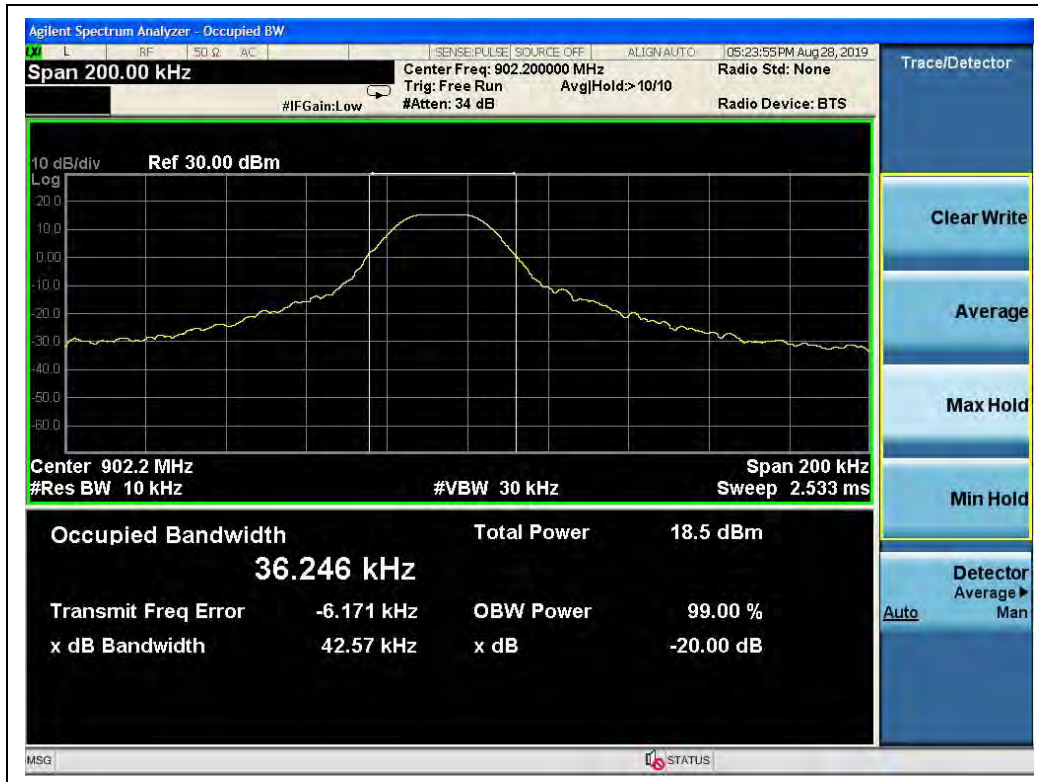 Agilent Spectrum Analyzer - Occupied BW
LXI L RF 50 Ω AC SENSE:PULSE SOURCE OFF ALIGN AUTO 05:23:55 PM Aug 28, 2019
Span 200.00 kHz
Center Freq: 902.200000 MHz
Radio Std: None
Trig: Free Run Avg|Hold:>10/10
#IFGain:Low #Atten: 34 dB Radio Device: BTS
10 dB/div Ref 30.00 dBm
Log
20.0
10.0
0.00
-10.0
-20.0
-30.0
-40.0
-50.0
-60.0
Center 902.2 MHz Span 200 kHz
#Res BW 10 kHz #VBW 30 kHz Sweep 2.533 ms
Occupied Bandwidth Total Power 18.5 dBm
36.246 kHz
Transmit Freq Error -6.171 kHz OBW Power 99.00 %
x dB Bandwidth 42.57 kHz x dB -20.00 dB
MSG STATUS
Trace/Detector
Clear Write
Average
Max Hold
Min Hold
Detector
Average
Auto Man